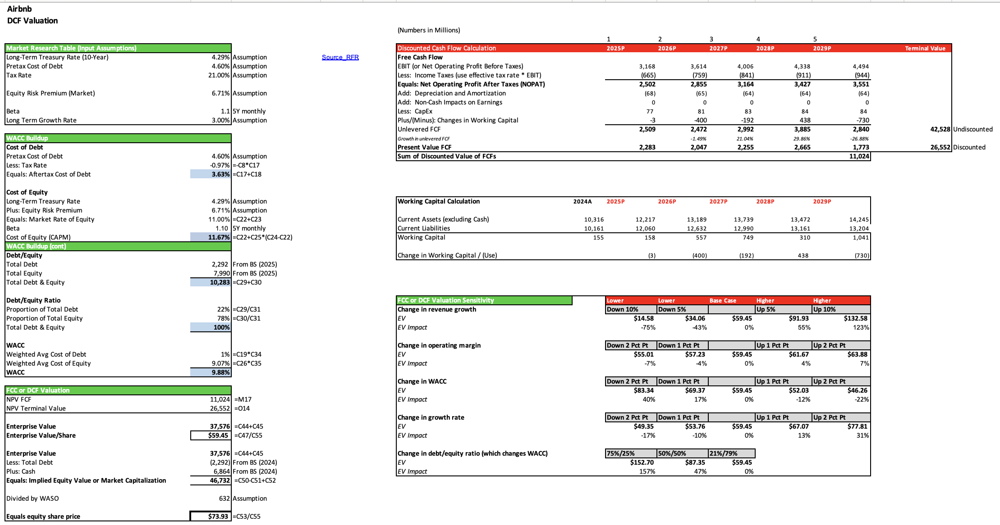 Airbnb
DCF Valuation
Market Research Table (Input Assumptions)
Long-Term Treasury Rate (10-Year) 4.29% Assumption Source_RFR
Pretax Cost of Debt 4.60% Assumption
Tax Rate 21.00% Assumption
Equity Risk Premium (Market) 6.71% Assumption
Beta 1.1 5Y monthly
Long Term Growth Rate 3.00% Assumption
WACC Buildup
Cost of Debt
Pretax Cost of Debt 4.60% Assumption
Less: Tax Rate -0.97% =-C8*C17
Equals: Aftertax Cost of Debt 3.63% =C17+C18
Cost of Equity
Long-Term Treasury Rate 4.29% Assumption
Plus: Equity Risk Premium 6.71% Assumption
Equals: Market Rate of Equity 11.00% =C22+C23
Beta 1.10 5Y monthly
Cost of Equity (CAPM) 11.67% =C22+C25*(C24-C22)
WACC Buildup (cont)
Debt/Equity
Total Debt 2,292 From BS (2025)
Total Equity 7,990 From BS (2025)
Total Debt & Equity 10,283 =C29+C30
Debt/Equity Ratio
Proportion of Total Debt 22% =C29/C31
Proportion of Total Equity 78% =C30/C31
Total Debt & Equity 100%
WACC
Weighted Avg Cost of Debt 1% =C19*C34
Weighted Avg Cost of Equity 9.07% =C26*C35
WACC 9.88%
FCC or DCF Valuation
NPV FCF 11,024 =M17
NPV Terminal Value 26,552 =O14
Enterprise Value 37,576 =C44+C45
Enterprise Value/Share $59.45 =C47/C55
Enterprise Value 37,576 =C44+C45
Less: Total Debt (2,292) From BS (2024)
Plus: Cash 6,864 From BS (2024)
Equals: Implied Equity Value or Market Capitalization 46,732 =C50-C51+C52
Divided by WASO 632 Assumption
Equals equity share price $73.93 =C53/C55
(Numbers in Millions)
1 2 3 4 5
Discounted Cash Flow Calculation 2025P 2026P 2027P 2028P 2029P Terminal Value
Free Cash Flow
EBIT (or Net Operating Profit Before Taxes) 3,168 3,614 4,006 4,338 4,494
Less: Income Taxes (use effective tax rate * EBIT) (665) (759) (841) (911) (944)
Equals: Net Operating Profit After Taxes (NOPAT) 2,502 2,855 3,164 3,427 3,551
Add: Depreciation and Amortization (68) (65) (64) (64) (64)
Add: Non-Cash Impacts on Earnings 0 0 0 0 0
Less: CapEx 77 81 83 84 84
Plus/(Minus): Changes in Working Capital -3 -400 -192 438 -730
Unlevered FCF 2,509 2,472 2,992 3,885 2,840 42,528 Undiscounted
Growth in unlevered FCF -1.49% 21.04% 29.86% -26.88%
Present Value FCF 2,283 2,047 2,255 2,665 1,773 26,552 Discounted
Sum of Discounted Value of FCFs 11,024
Working Capital Calculation 2024A 2025P 2026P 2027P 2028P 2029P
Current Assets (excluding Cash) 10,316 12,217 13,189 13,739 13,472 14,245
Current Liabilities 10,161 12,060 12,632 12,990 13,161 13,204
Working Capital 155 158 557 749 310 1,041
Change in Working Capital / (Use) (3) (400) (192) 438 (730)
FCC or DCF Valuation Sensitivity Lower Lower Base Case Higher Higher
Change in revenue growth Down 10% Down 5% Up 5% Up 10%
EV $14.58 $34.06 $59.45 $91.93 $132.58
EV Impact -75% -43% 0% 55% 123%
Change in operating margin Down 2 Pct Pt Down 1 Pct Pt Up 1 Pct Pt Up 2 Pct Pt
EV $55.01 $57.23 $59.45 $61.67 $63.88
EV Impact -7% -4% 0% 4% 7%
Change in WACC Down 2 Pct Pt Down 1 Pct Pt Up 1 Pct Pt Up 2 Pct Pt
EV $83.34 $69.37 $59.45 $52.03 $46.26
EV Impact 40% 17% 0% -12% -22%
Change in growth rate Down 2 Pct Pt Down 1 Pct Pt Up 1 Pct Pt Up 2 Pct Pt
EV $49.35 $53.76 $59.45 $67.07 $77.81
EV Impact -17% -10% 0% 13% 31%
Change in debt/equity ratio (which changes WACC) 75%/25% 50%/50% 21%/79%
EV $152.70 $87.35 $59.45
EV Impact 157% 47% 0%